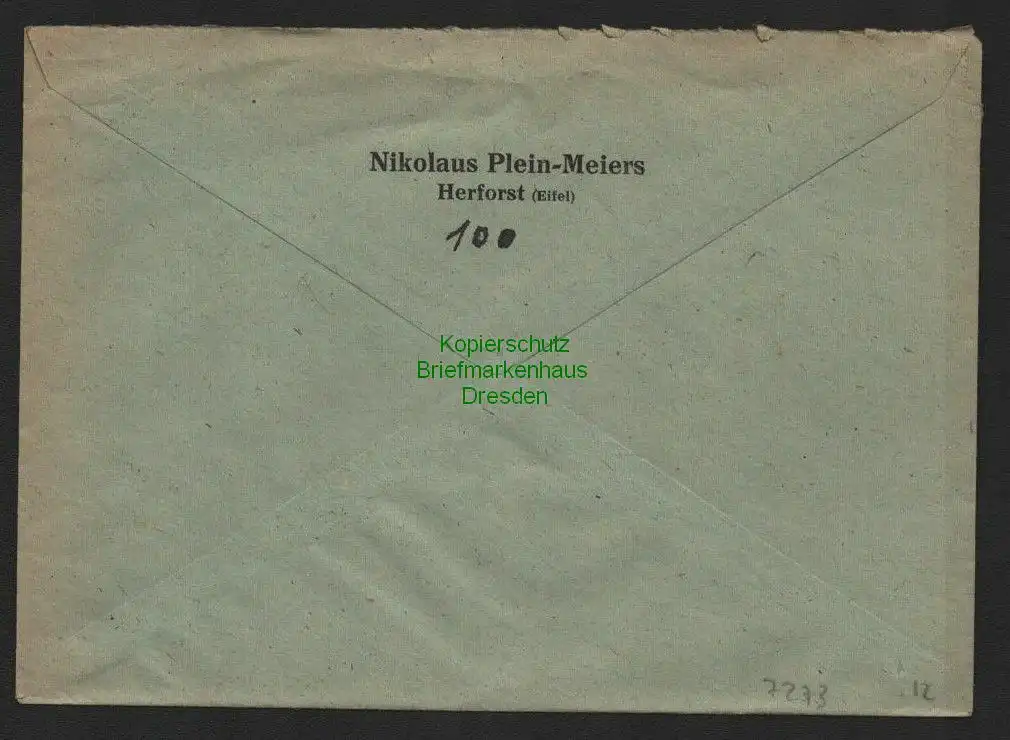 Nikolaus Plein-Meiers
Herforst (Eifel)
100
Kopierschutz
Briefmarkenhaus
Dresden
7273 12